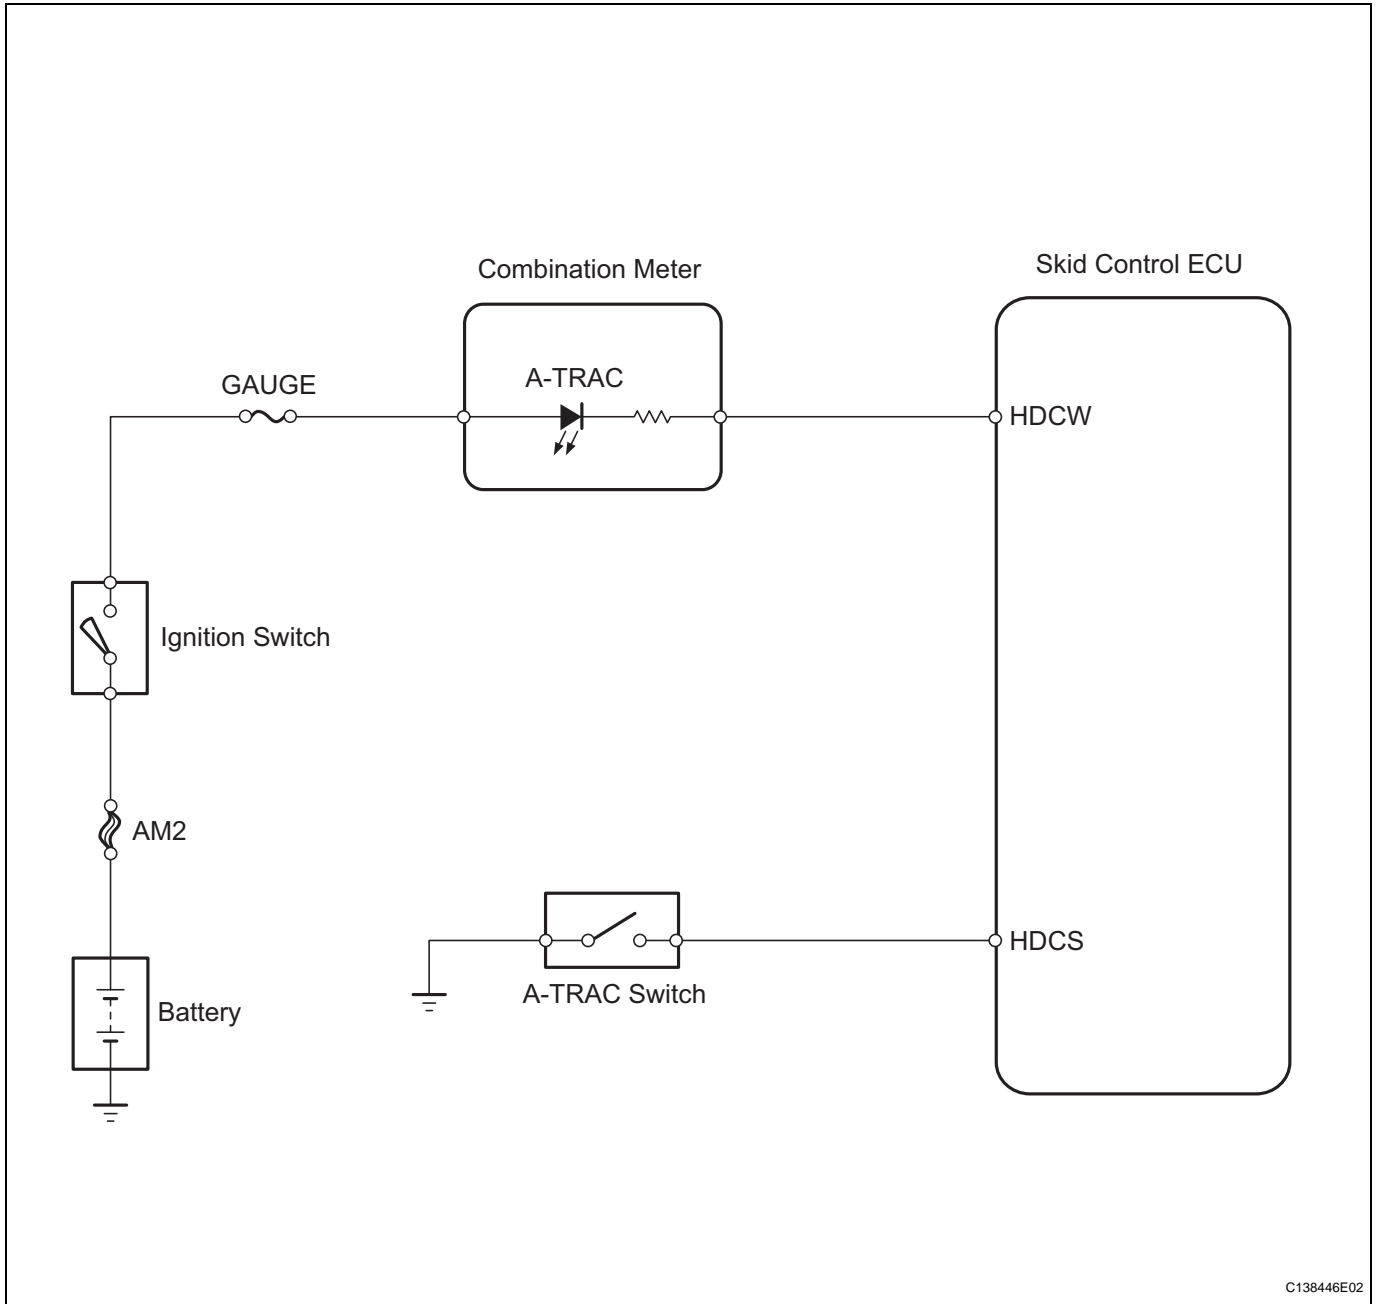 Skid Control ECU
Combination Meter
A-TRAC
GAUGE
HDCW
Ignition Switch
AM2
HDCS
A-TRAC Switch
Battery
C138446E02